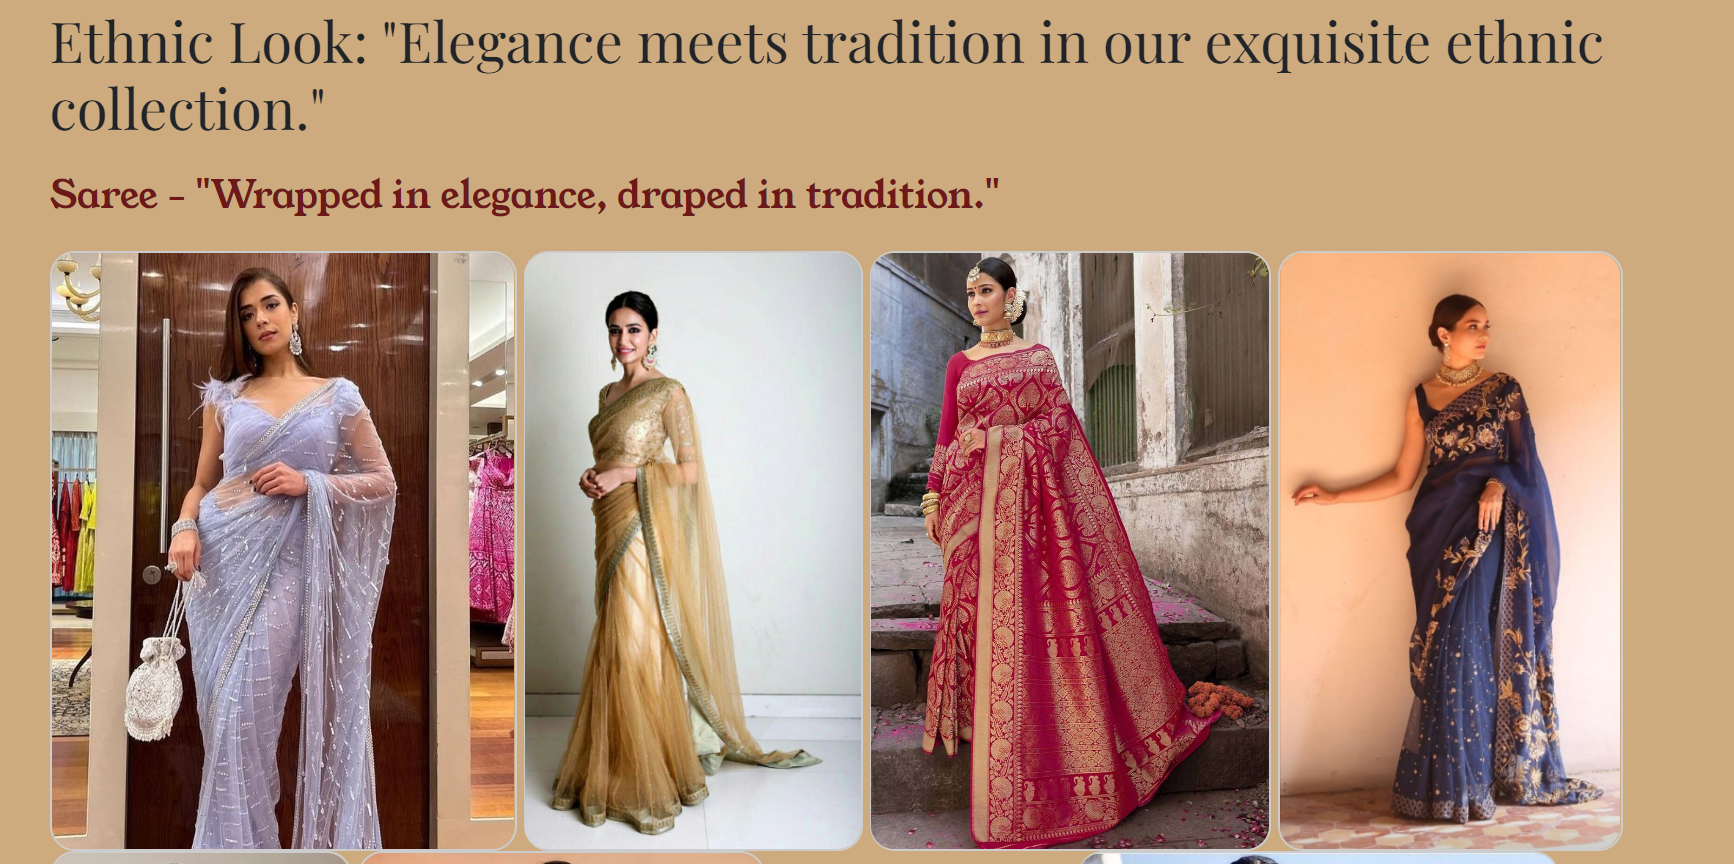 Ethnic Look: "Elegance meets tradition in our exquisite ethnic
collection."
Saree - "Wrapped in elegance, draped in tradition."